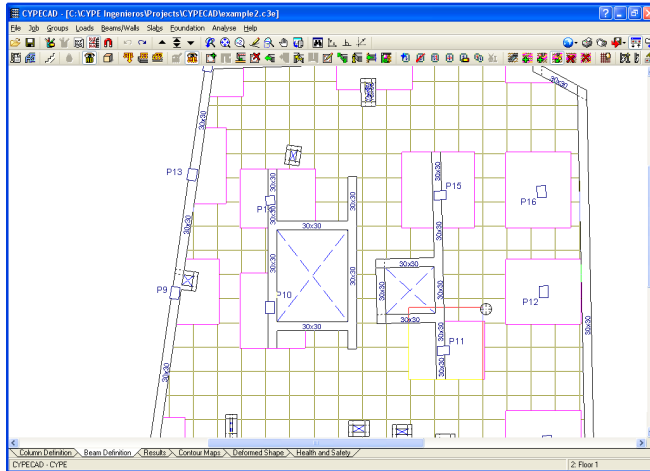 CYPECAD - [C:\CYPE Ingenieros\Projects\CYPECAD\example2.c3e]
File Job Groups Loads Beams/Walls Slabs Foundation Analyse Help
30x30
30x30
30x30
P13
P15
30x30
P16
30x30
30x30
30x30
30x30
30x30
30x30
30x30
30x30
P9
P10
P12
30x30
30x30
30x30
P11
30x30
30x30
Column Definition Beam Definition Results Contour Maps Deformed Shape Health and Safety
CYPECAD - CYPE
2: Floor 1